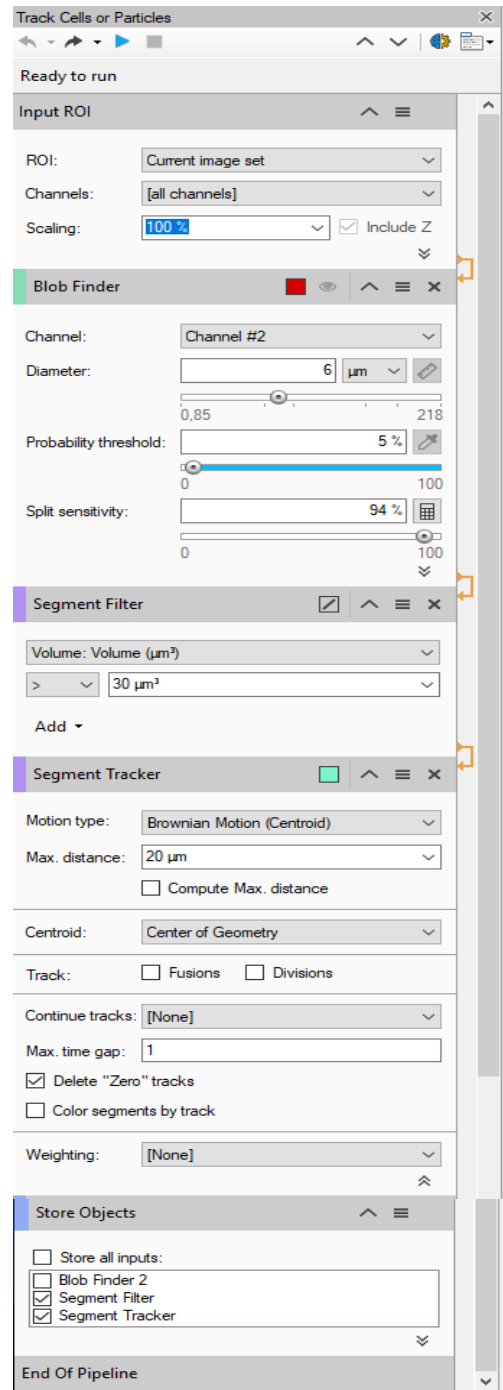 Track Cells or Particles
Ready to run
Input ROI
ROI: Current image set
Channels: [all channels]
Scaling: 100 % Include Z
Blob Finder
Channel: Channel #2
Diameter: 6 µm
0,85 218
Probability threshold: 5 %
0 100
Split sensitivity: 94 %
0 100
Segment Filter
Volume: Volume (µm³)
> 30 µm³
Add
Segment Tracker
Motion type: Brownian Motion (Centroid)
Max. distance: 20 µm
Compute Max. distance
Centroid: Center of Geometry
Track: Fusions Divisions
Continue tracks: [None]
Max. time gap: 1
Delete "Zero" tracks
Color segments by track
Weighting: [None]
Store Objects
Store all inputs:
Blob Finder 2
Segment Filter
Segment Tracker
End Of Pipeline